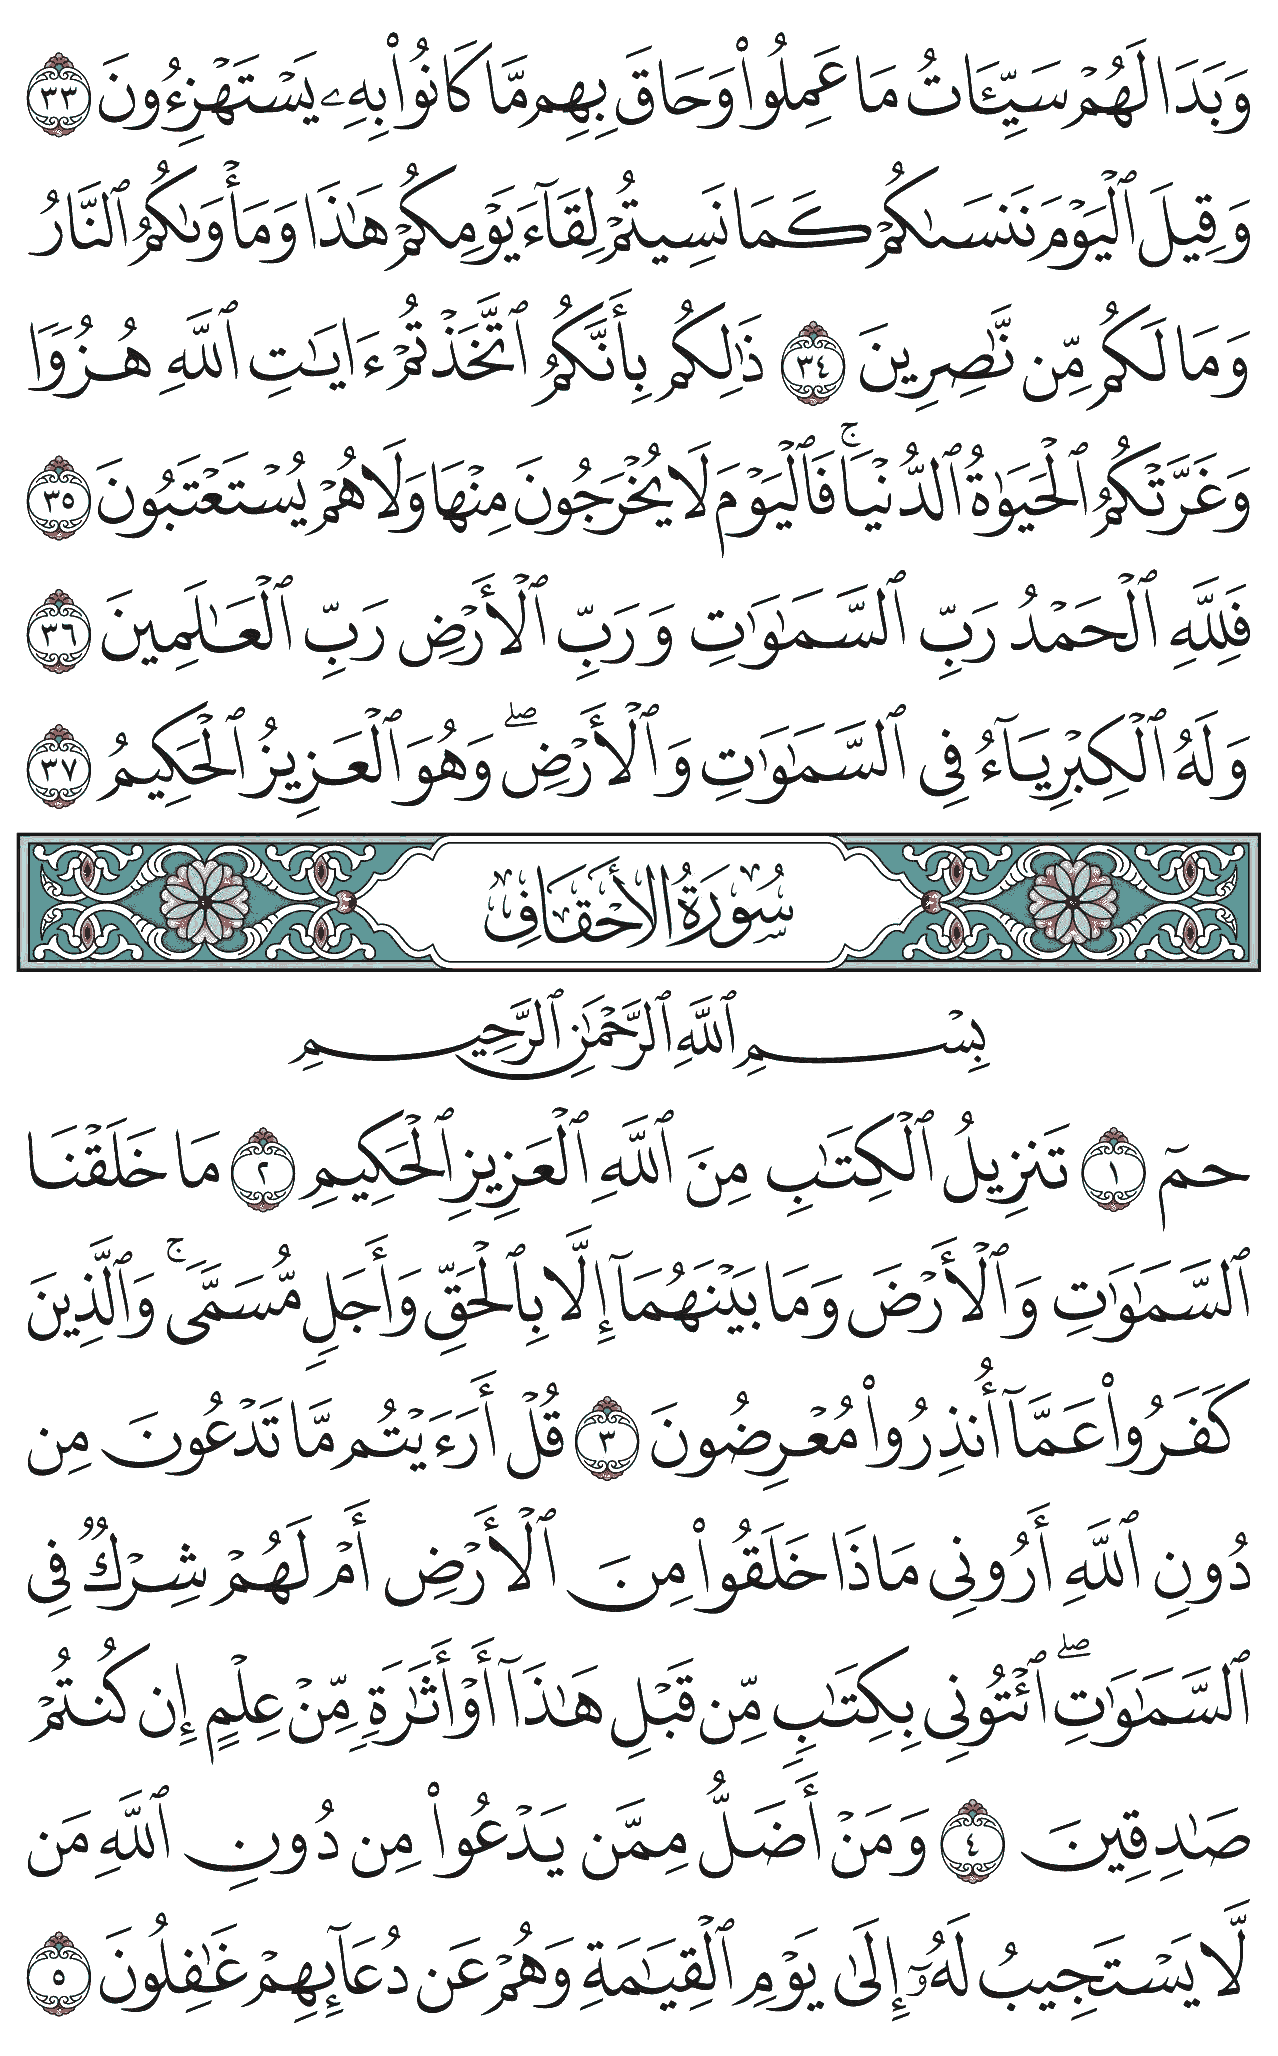 وَبَدَا لَهُمۡ سَيِّـَٔاتُ مَا عَمِلُواْ وَحَاقَ بِهِم مَّا كَانُواْ بِهِۦ يَسۡتَهۡزِءُونَ ٣٣
وَقِيلَ ٱلۡيَوۡمَ نَنسَىٰكُمۡ كَمَا نَسِيتُمۡ لِقَآءَ يَوۡمِكُمۡ هَٰذَا وَمَأۡوَىٰكُمُ ٱلنَّارُ
وَمَا لَكُم مِّن نَّٰصِرِينَ ٣٤ ذَٰلِكُم بِأَنَّكُمُ ٱتَّخَذۡتُمۡ ءَايَٰتِ ٱللَّهِ هُزُوٗا
وَغَرَّتۡكُمُ ٱلۡحَيَوٰةُ ٱلدُّنۡيَاۚ فَٱلۡيَوۡمَ لَا يُخۡرَجُونَ مِنۡهَا وَلَا هُمۡ يُسۡتَعۡتَبُونَ ٣٥
فَلِلَّهِ ٱلۡحَمۡدُ رَبِّ ٱلسَّمَٰوَٰتِ وَرَبِّ ٱلۡأَرۡضِ رَبِّ ٱلۡعَٰلَمِينَ ٣٦
وَلَهُ ٱلۡكِبۡرِيَآءُ فِي ٱلسَّمَٰوَٰتِ وَٱلۡأَرۡضِۖ وَهُوَ ٱلۡعَزِيزُ ٱلۡحَكِيمُ ٣٧
سُورَةُ الأَحۡقَافِ
بِسۡمِ ٱللَّهِ ٱلرَّحۡمَٰنِ ٱلرَّحِيمِ
حمٓ ١ تَنزِيلُ ٱلۡكِتَٰبِ مِنَ ٱللَّهِ ٱلۡعَزِيزِ ٱلۡحَكِيمِ ٢ مَا خَلَقۡنَا
ٱلسَّمَٰوَٰتِ وَٱلۡأَرۡضَ وَمَا بَيۡنَهُمَآ إِلَّا بِٱلۡحَقِّ وَأَجَلٖ مُّسَمّٗىۚ وَٱلَّذِينَ
كَفَرُواْ عَمَّآ أُنذِرُواْ مُعۡرِضُونَ ٣ قُلۡ أَرَءَيۡتُم مَّا تَدۡعُونَ مِن
دُونِ ٱللَّهِ أَرُونِي مَاذَا خَلَقُواْ مِنَ ٱلۡأَرۡضِ أَمۡ لَهُمۡ شِرۡكٞ فِي
ٱلسَّمَٰوَٰتِۖ ٱئۡتُونِي بِكِتَٰبٖ مِّن قَبۡلِ هَٰذَآ أَوۡ أَثَٰرَةٖ مِّنۡ عِلۡمٍ إِن كُنتُمۡ
صَٰدِقِينَ ٤ وَمَنۡ أَضَلُّ مِمَّن يَدۡعُواْ مِن دُونِ ٱللَّهِ مَن
لَّا يَسۡتَجِيبُ لَهُۥٓ إِلَىٰ يَوۡمِ ٱلۡقِيَٰمَةِ وَهُمۡ عَن دُعَآئِهِمۡ غَٰفِلُونَ ٥